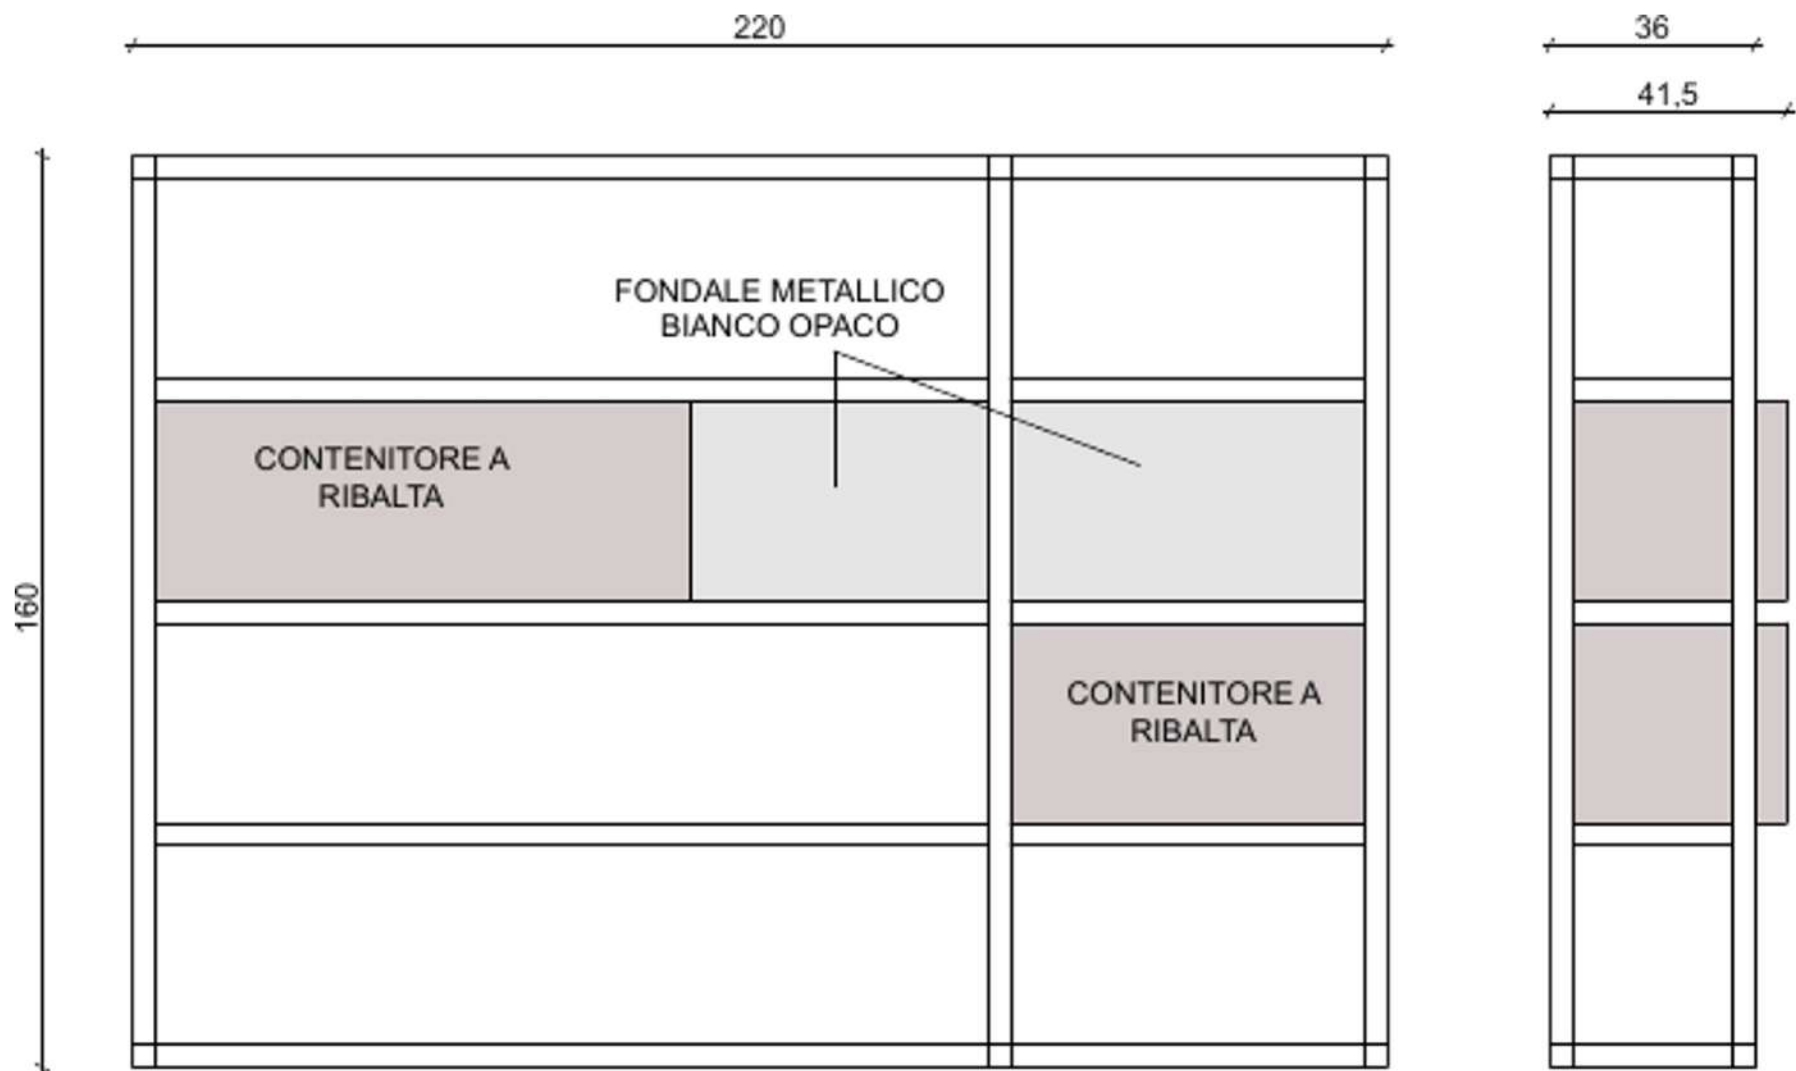 220
36
41,5
FONDALE METALLICO
BIANCO OPACO
CONTENITORE A
RIBALTA
160
CONTENITORE A
RIBALTA